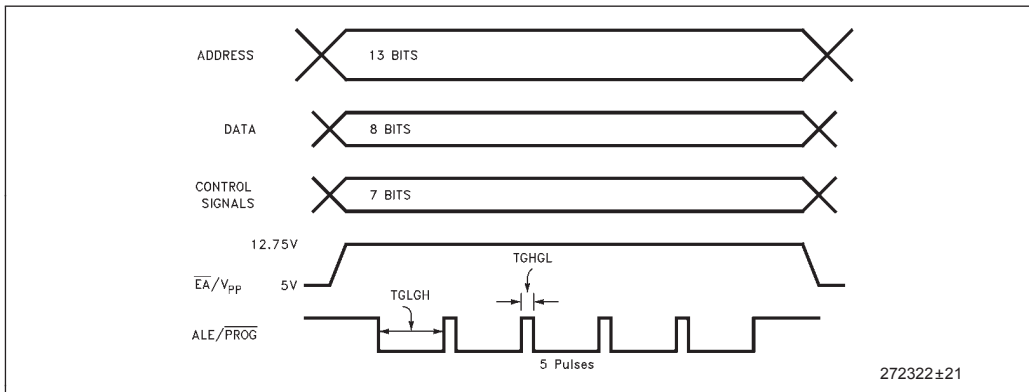 ADDRESS
13 BITS
DATA
8 BITS
CONTROL
SIGNALS
7 BITS
12.75V
EA/VPP
5V
TGHGL
TGLGH
ALE/PROG
5 Pulses
272322±21